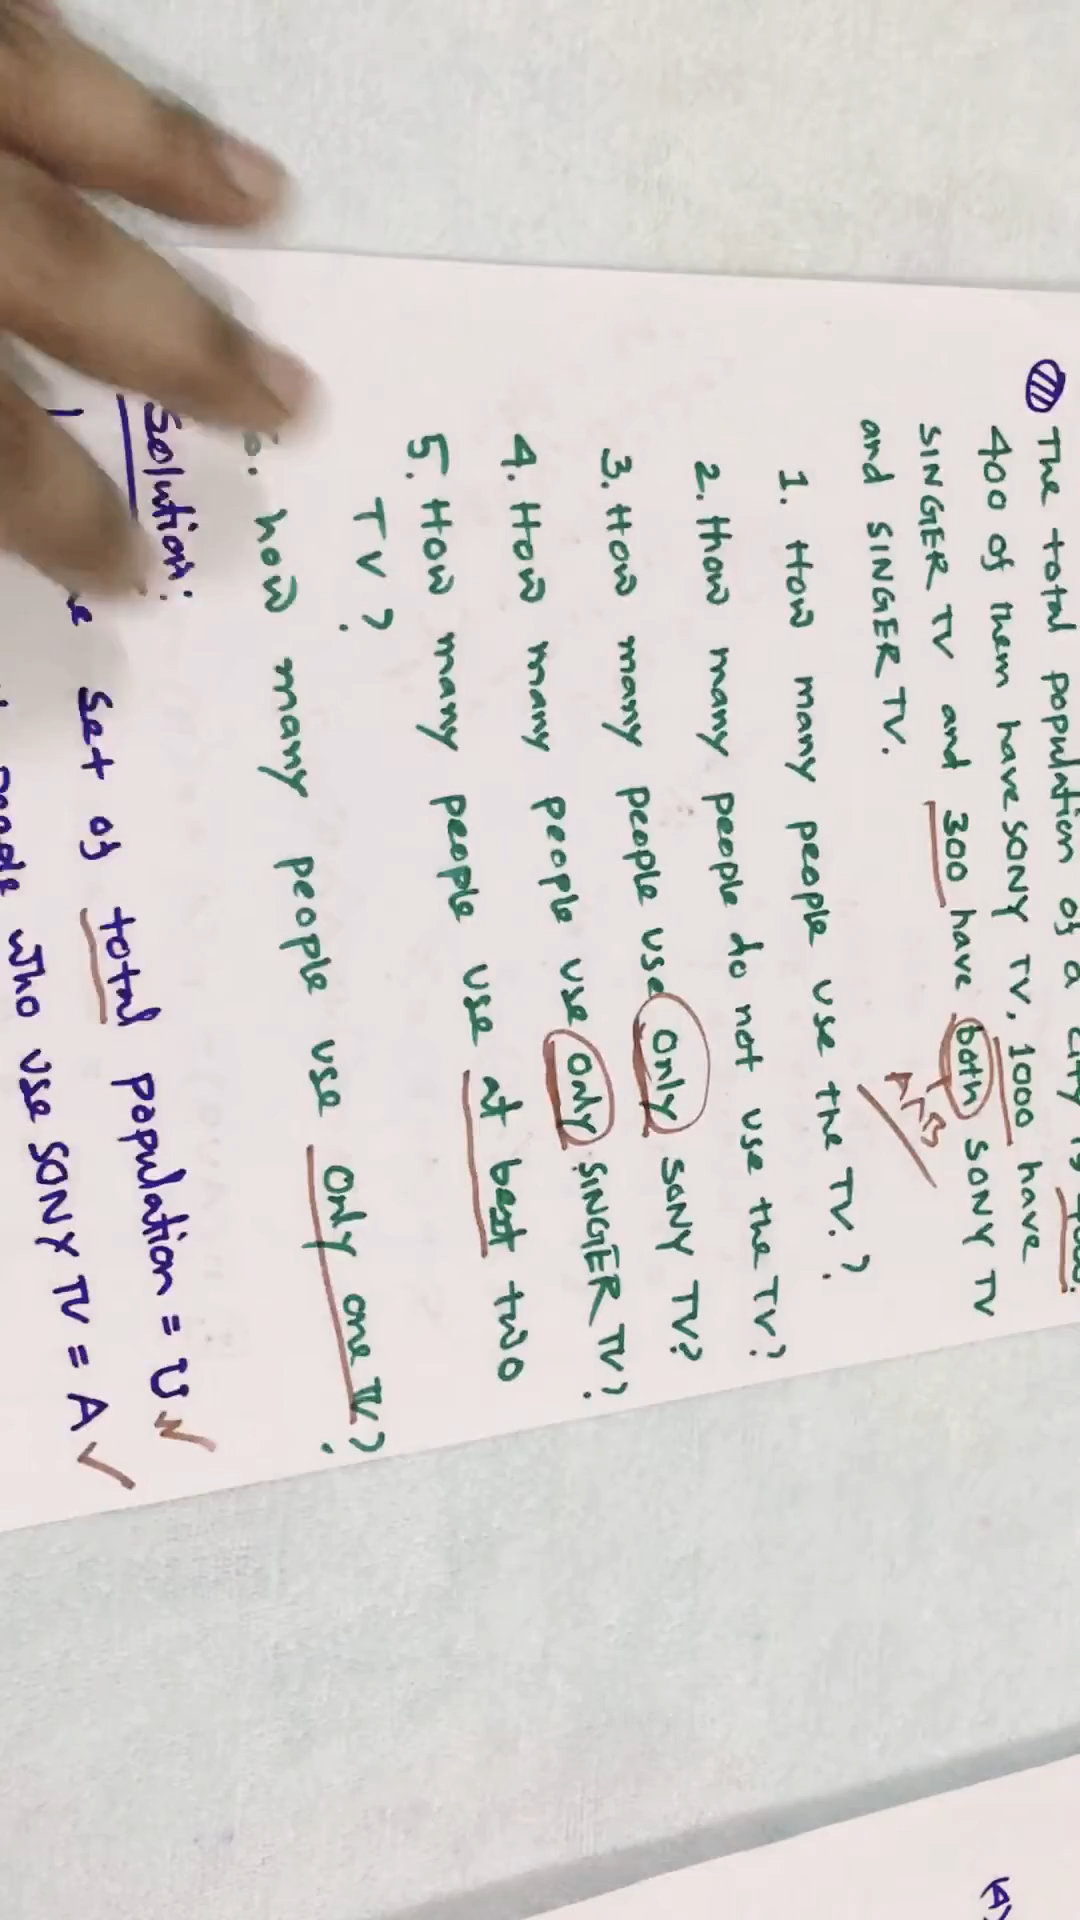 The total population of a city is
400 of them have SONY TV, 1000 have
SINGER TV and 300 have both SONY TV
and SINGER TV.
A∩B
1. How many people use the TV?
2. How many people do not use the TV?
3. How many people use only SONY TV?
4. How many people use only SINGER TV?
5. How many people use at best two
TV?
6. how many people use only one TV?
Solution:
set of total population = U
people who use SONY TV = A